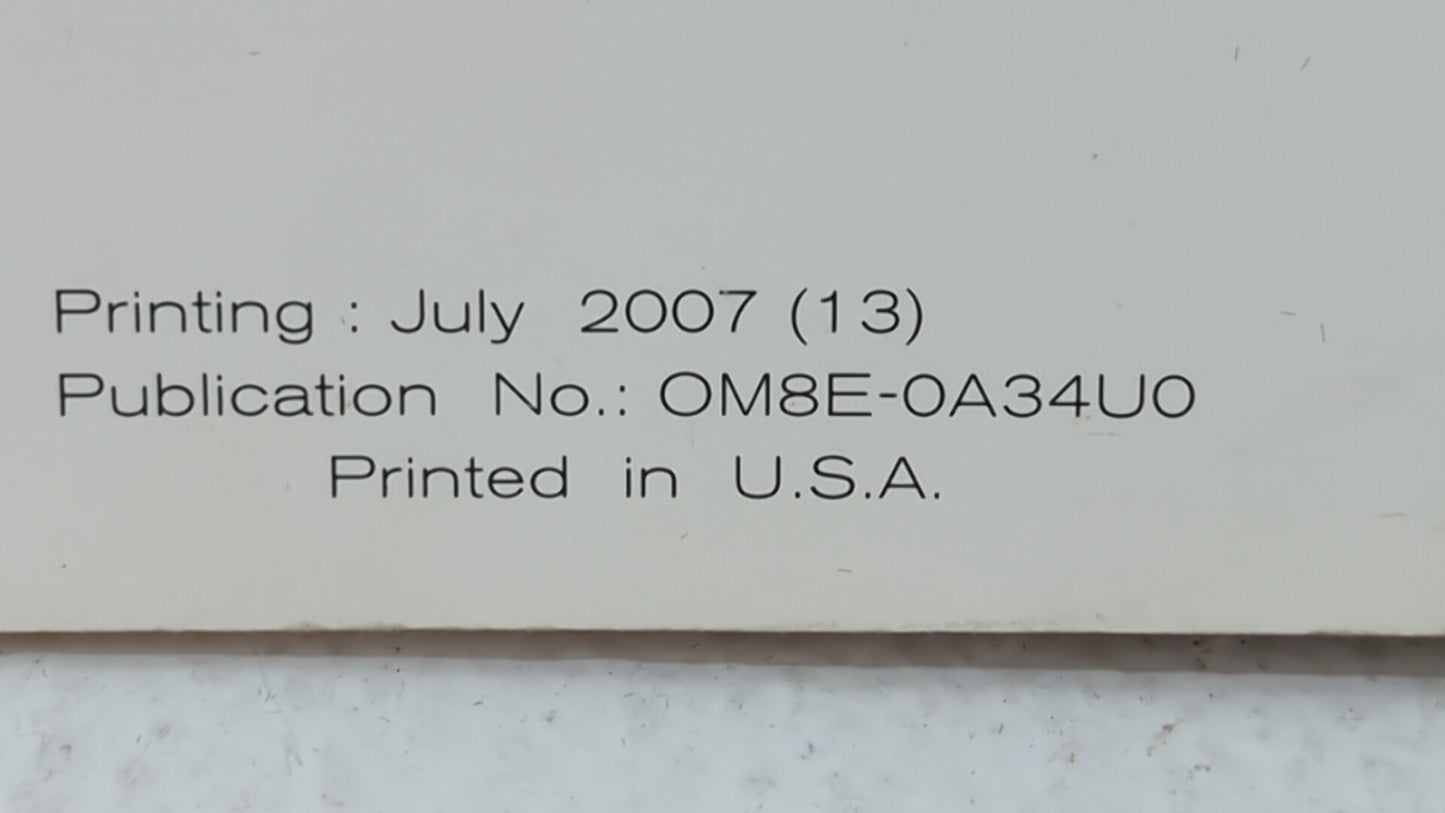 Printing : July 2007 (13)
Publication No.: OM8E-0A34U0
Printed in U.S.A.